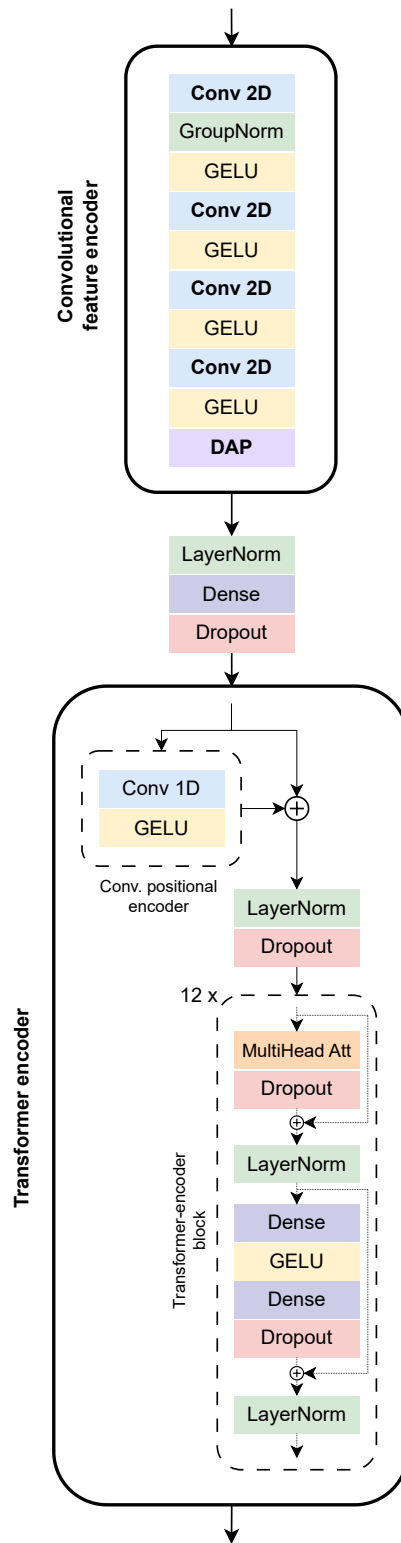 Convolutional
feature encoder
Conv 2D
GroupNorm
GELU
Conv 2D
GELU
Conv 2D
GELU
Conv 2D
GELU
DAP
LayerNorm
Dense
Dropout
Transformer encoder
Conv 1D
GELU
Conv. positional
encoder
LayerNorm
Dropout
12 x
Transformer-encoder
block
MultiHead Att
Dropout
LayerNorm
Dense
GELU
Dense
Dropout
LayerNorm